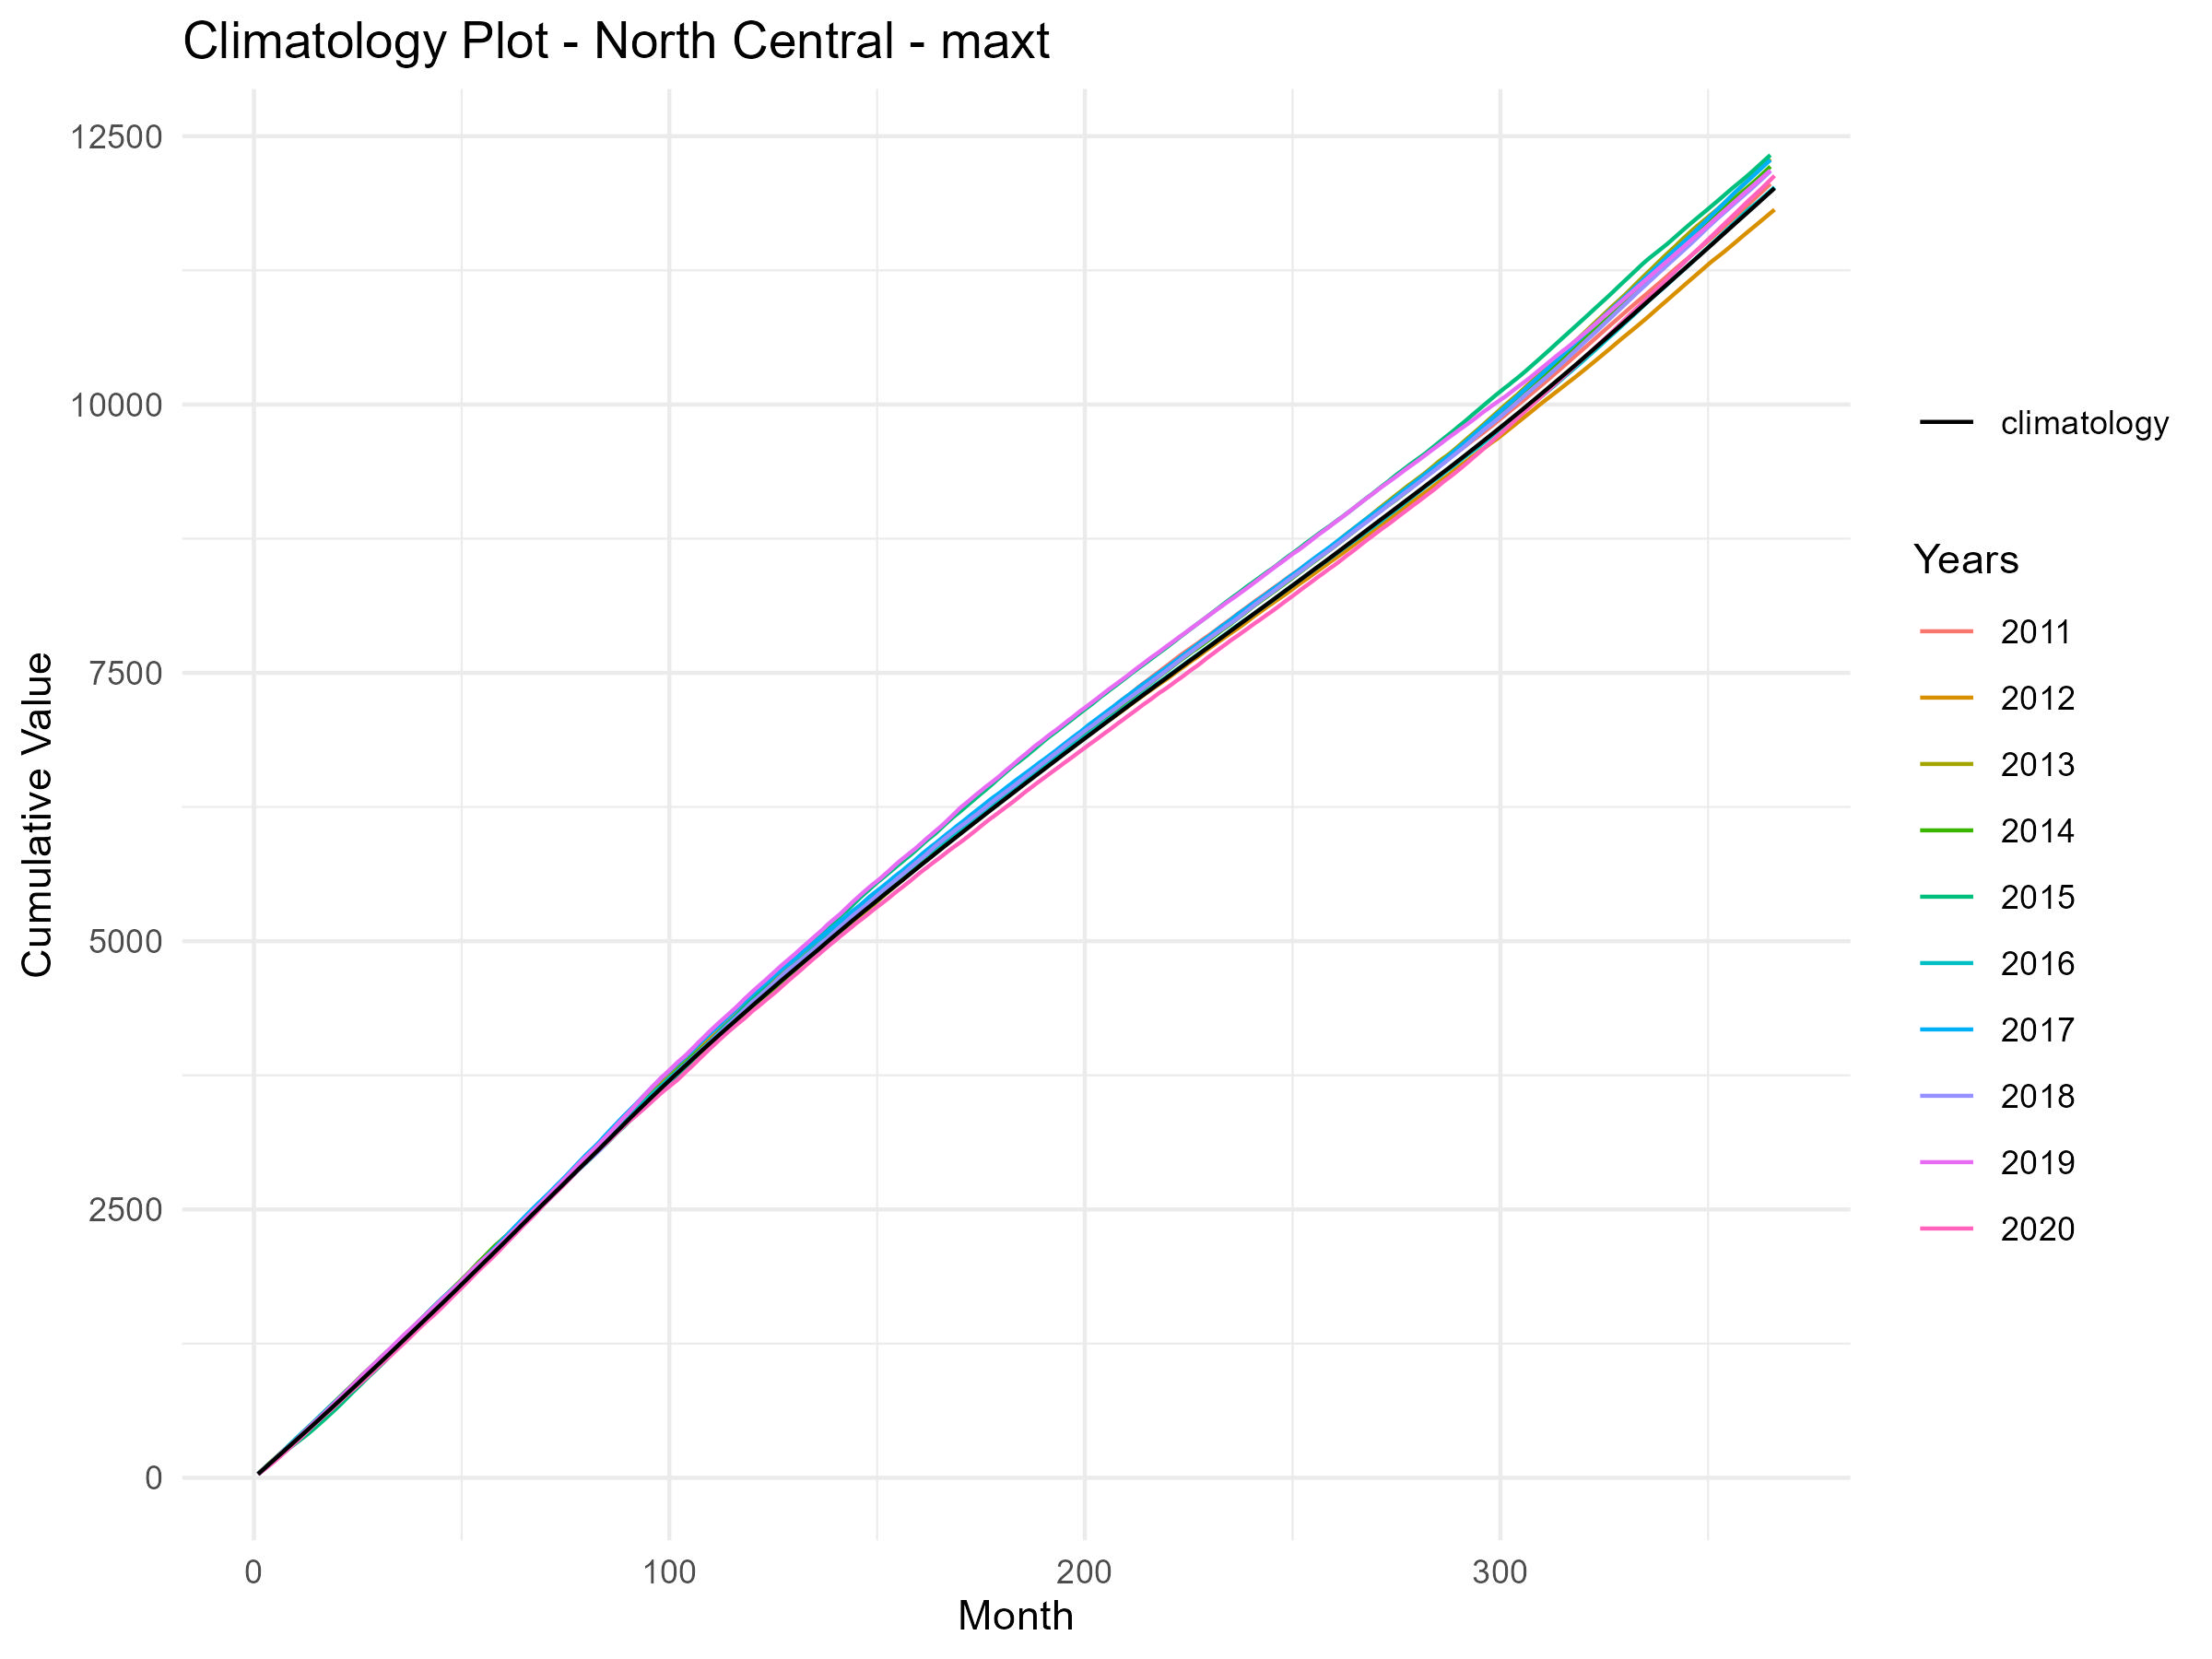 Climatology Plot - North Central - maxt
12500
10000
7500
5000
2500
0
Cumulative Value
0 100 200 300
Month
climatology
Years
2011
2012
2013
2014
2015
2016
2017
2018
2019
2020